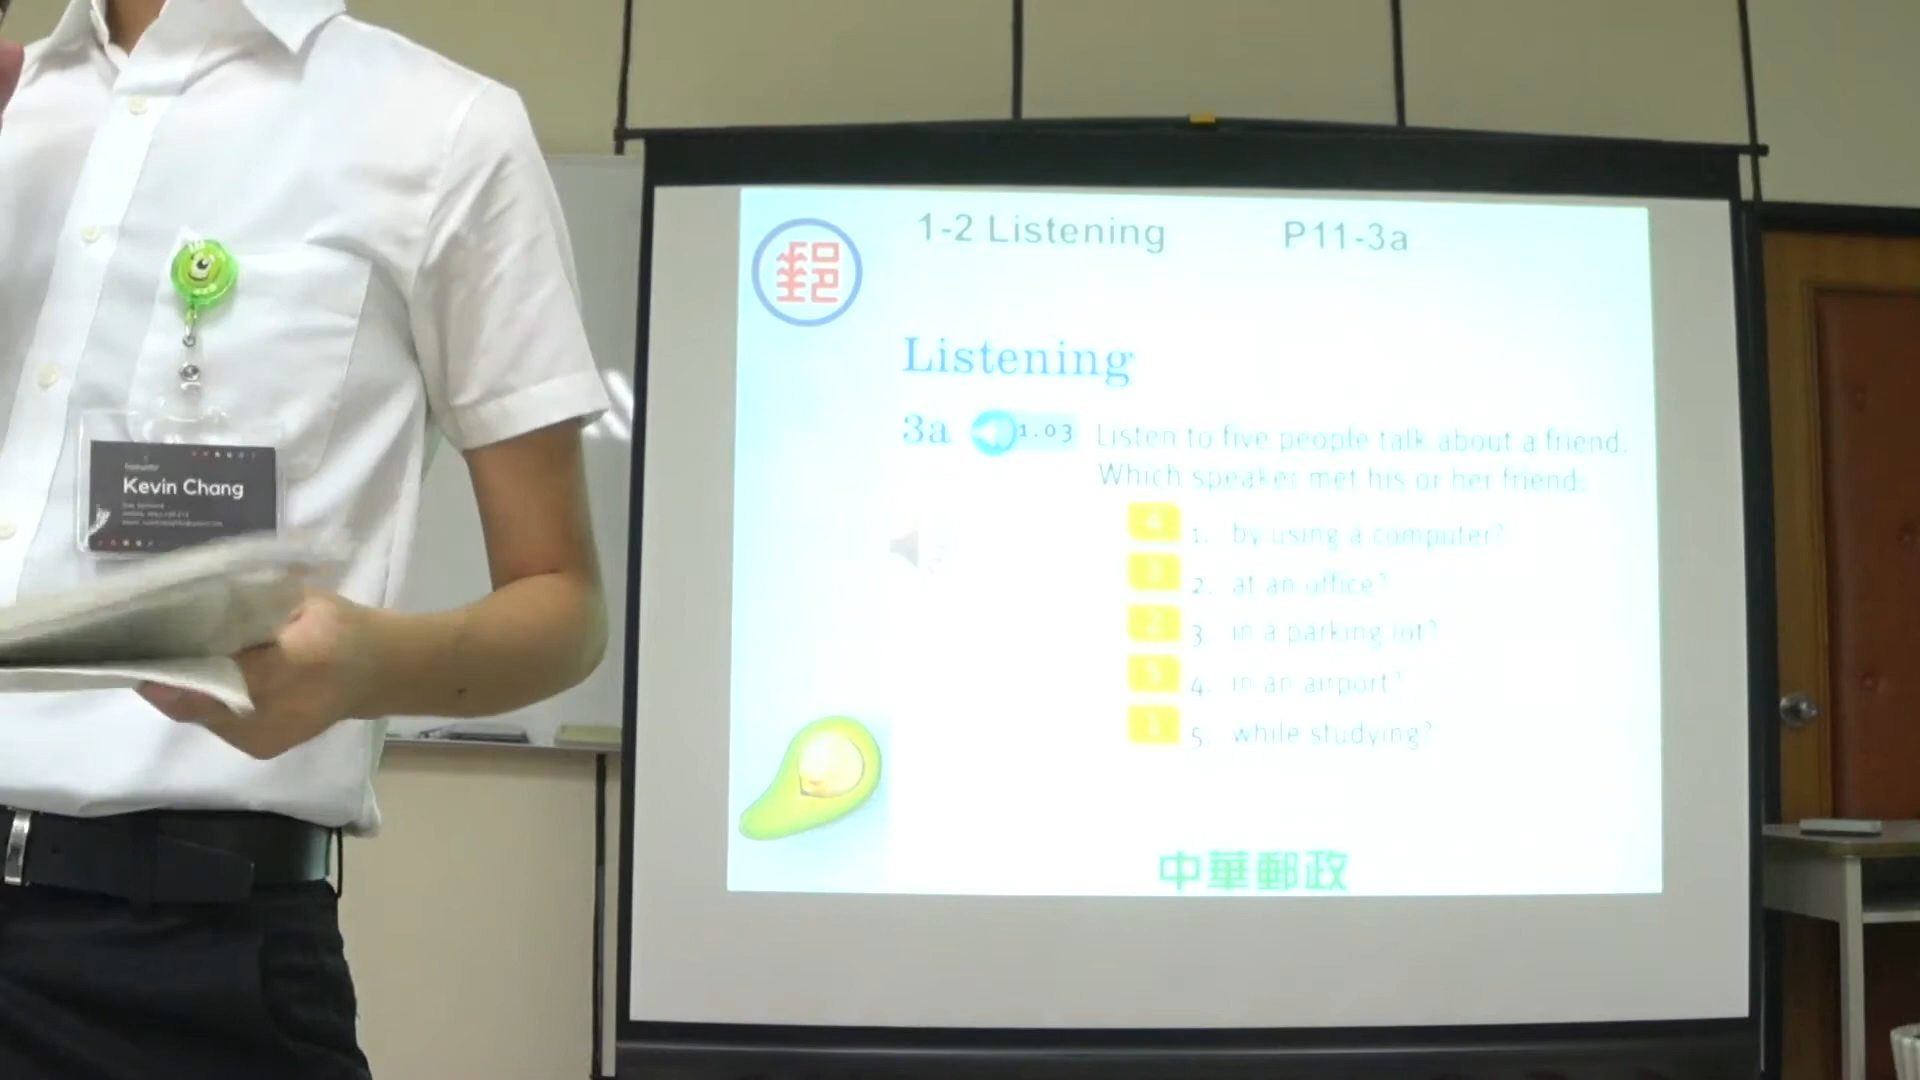 Kevin Chang
1-2 Listening P11-3a
郵
Listening
3a 1.03 Listen to five people talk about a friend.
Which speaker met his or her friend:
4 1. by using a computer?
3 2. at an office?
2 3. in a parking lot?
5 4. in an airport?
1 5. while studying?
中華郵政